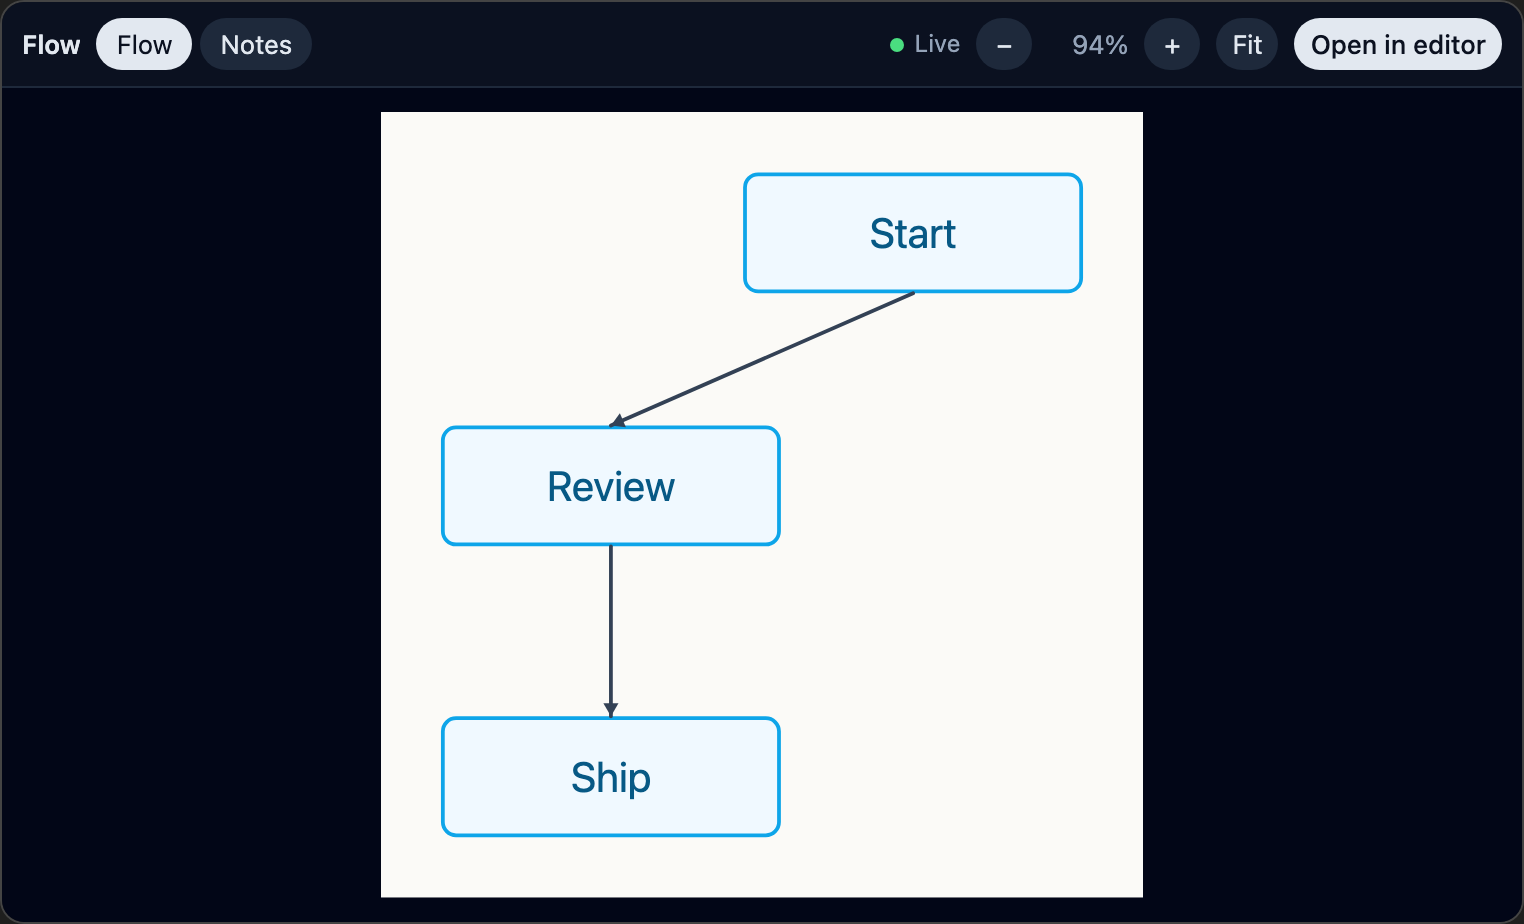 Flow Flow Notes Live – 94% + Fit Open in editor
Start
Review
Ship